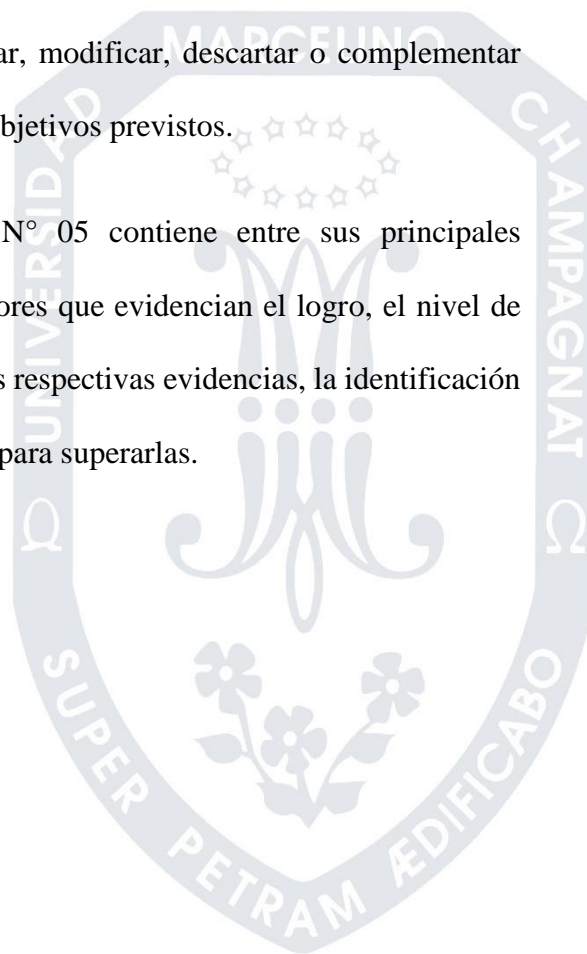 ar, modificar, descartar o complementar
bjetivos previstos.
N° 05 contiene entre sus principales
ores que evidencian el logro, el nivel de
s respectivas evidencias, la identificación
para superarlas.
UNIVERSIDAD MARCELINO CHAMPAGNAT
SUPER PETRAM ÆDIFICABO